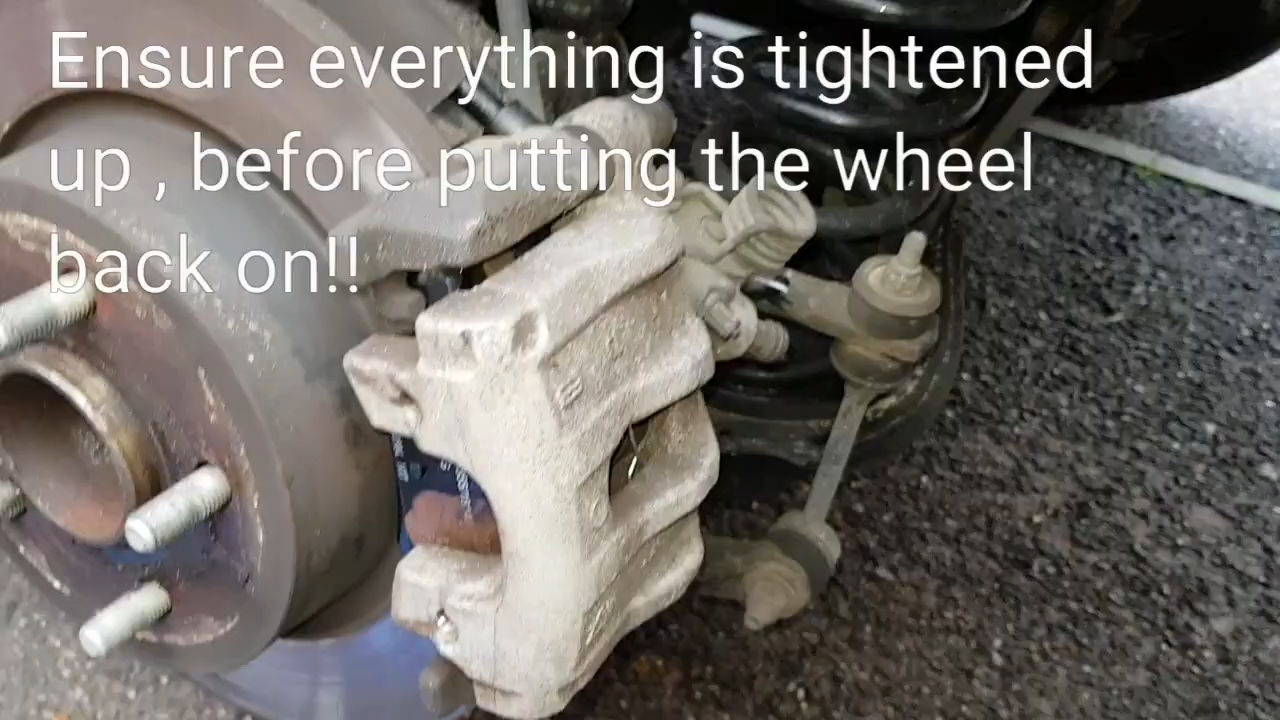 Ensure everything is tightened
up , before putting the wheel
back on!!